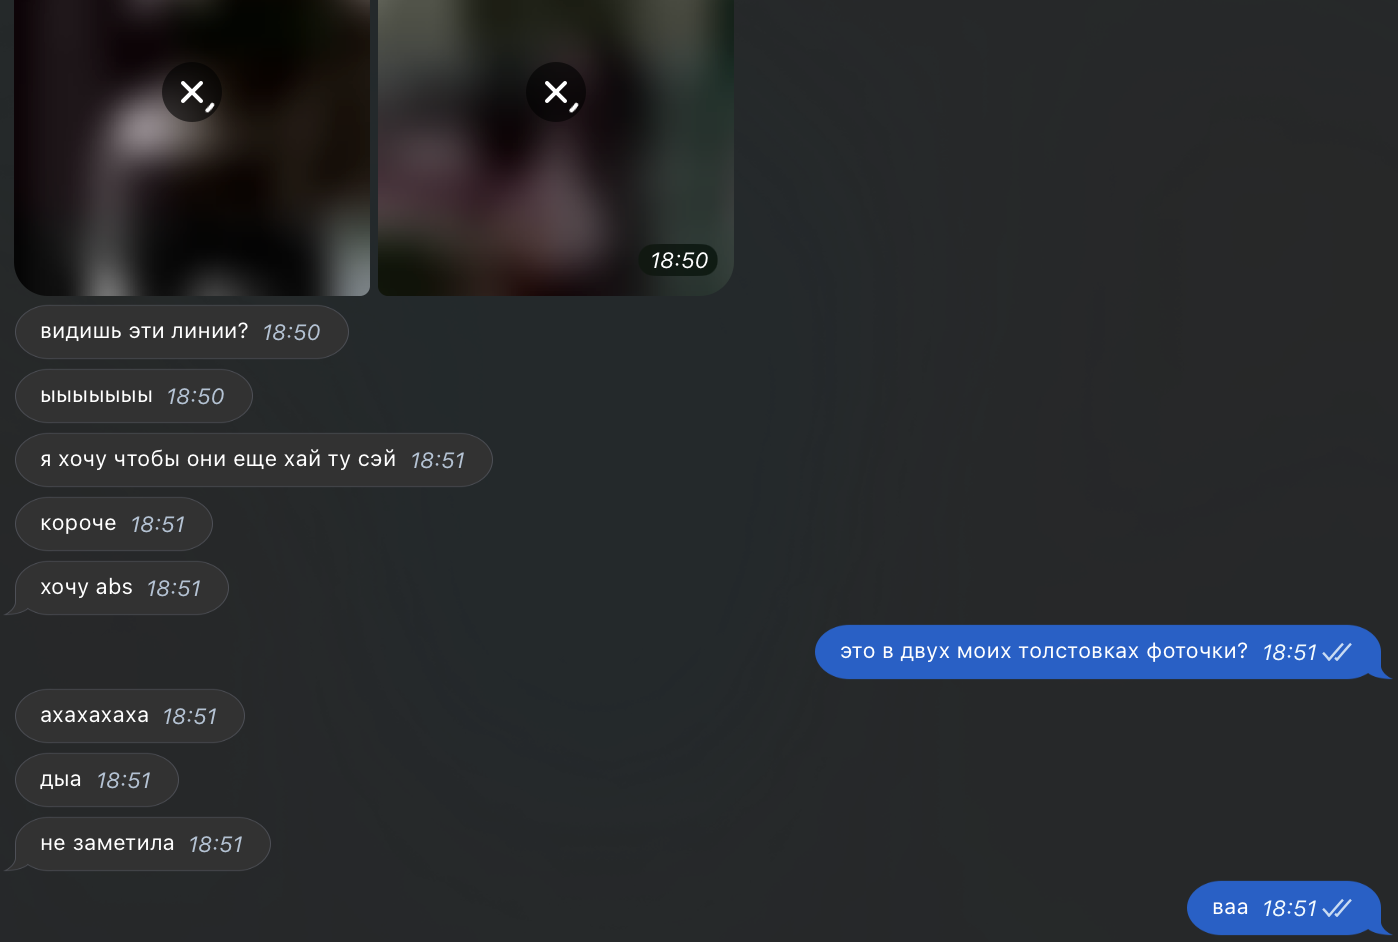 18:50
видишь эти линии? 18:50
ыыыыыыы 18:50
я хочу чтобы они еще хай ту сэй 18:51
короче 18:51
хочу abs 18:51
это в двух моих толстовках фоточки? 18:51
ахахахаха 18:51
дыа 18:51
не заметила 18:51
ваа 18:51